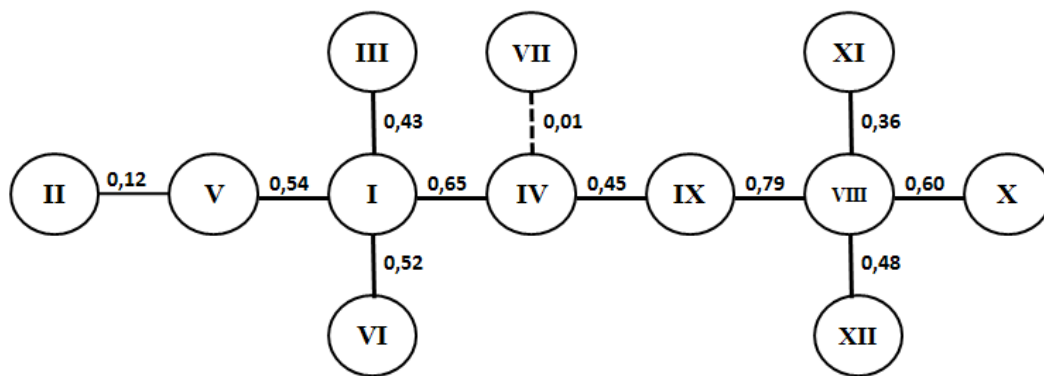 III VII XI
0,43 0,01 0,36
II 0,12 V 0,54 I 0,65 IV 0,45 IX 0,79 VIII 0,60 X
0,52 0,48
VI XII